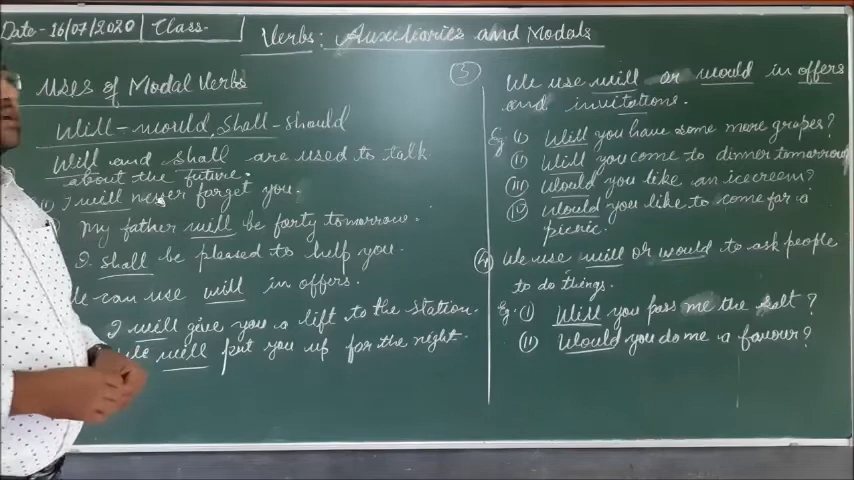 Date - 16/07/2020 | Class.
Verbs: Auxiliaries and Modals
Uses of Modal Verbs
Will-would, Shall-should
Will and shall are used to talk
about the future.
I will never forget you.
My father will be forty tomorrow.
I shall be pleased to help you.
can use will in offers.
I will give you a lift to the station.
will put you up for the night.
3
We use will or would in offers
and invitations.
Eg (i) Will you have some more grapes?
(ii) Will you come to dinner tomorrow
(iii) Would you like an icecreem?
(iv) Would you like to come for a
picnic.
(4) We use will or would to ask people
to do things.
Eg. (i) Will you pass me the salt?
(ii) Would you do me a favour?